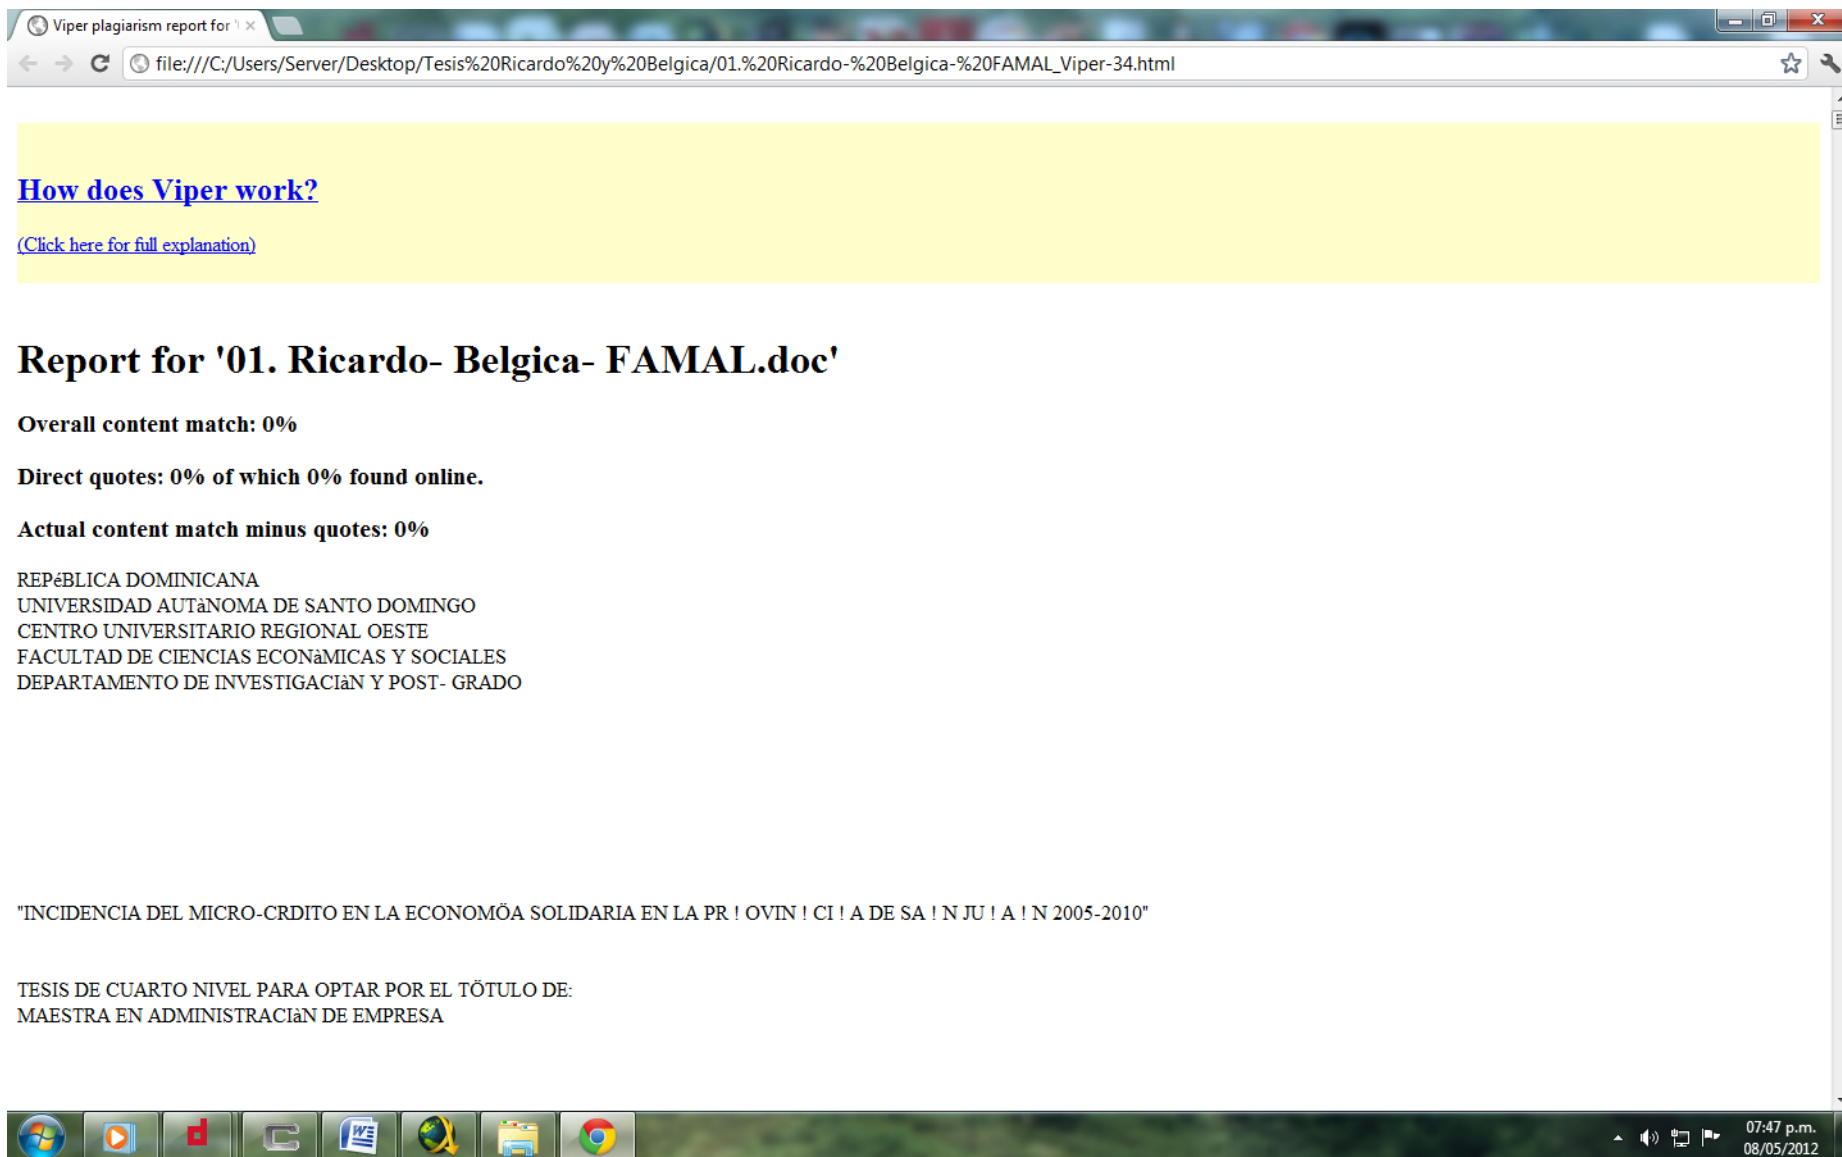 Viper plagiarism report for '
file:///C:/Users/Server/Desktop/Tesis%20Ricardo%20y%20Belgica/01.%20Ricardo-%20Belgica-%20FAMAL_Viper-34.html
How does Viper work?
(Click here for full explanation)
Report for '01. Ricardo- Belgica- FAMAL.doc'
Overall content match: 0%
Direct quotes: 0% of which 0% found online.
Actual content match minus quotes: 0%
REPéBLICA DOMINICANA
UNIVERSIDAD AUTàNOMA DE SANTO DOMINGO
CENTRO UNIVERSITARIO REGIONAL OESTE
FACULTAD DE CIENCIAS ECONàMICAS Y SOCIALES
DEPARTAMENTO DE INVESTIGACIàN Y POST- GRADO
"INCIDENCIA DEL MICRO-CRDITO EN LA ECONOMÖA SOLIDARIA EN LA PR ! OVIN ! CI ! A DE SA ! N JU ! A ! N 2005-2010"
TESIS DE CUARTO NIVEL PARA OPTAR POR EL TÖTULO DE:
MAESTRA EN ADMINISTRACIàN DE EMPRESA
07:47 p.m.
08/05/2012